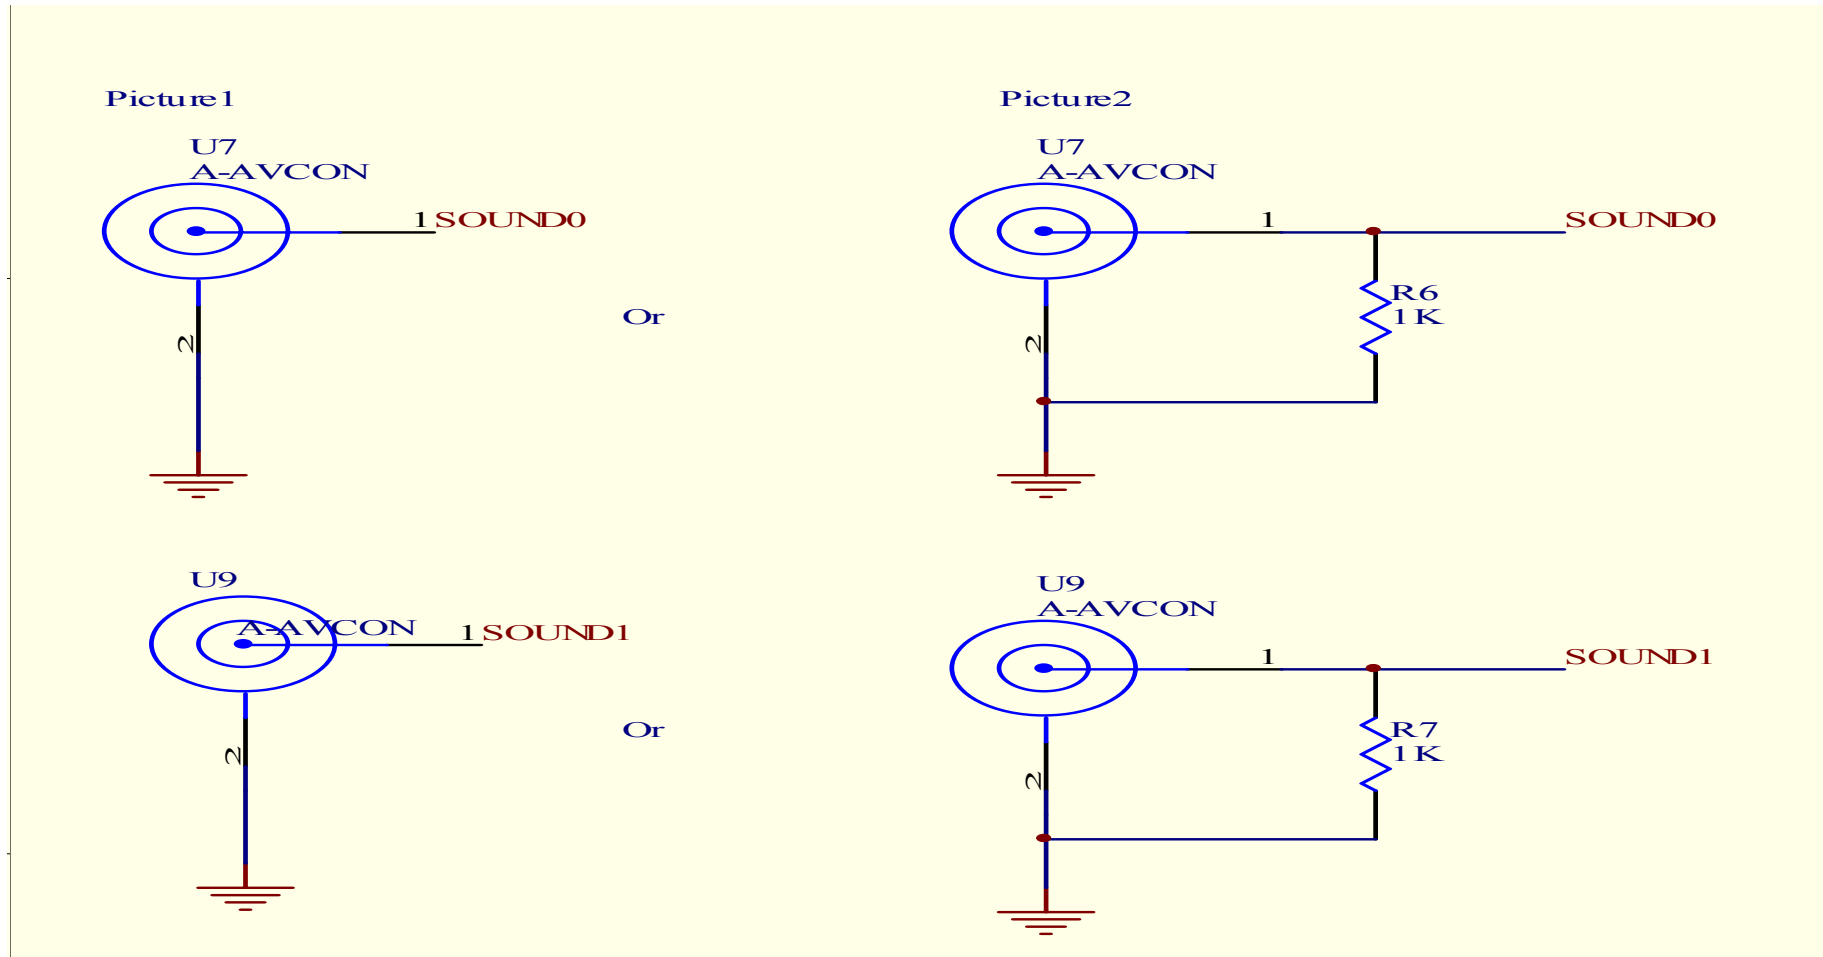 Picture1
Picture2
U7
A-AVCON
1
SOUND0
2
Or
U7
A-AVCON
1
SOUND0
R6
1K
2
U9
A-AVCON
1
SOUND1
2
Or
U9
A-AVCON
1
SOUND1
R7
1K
2